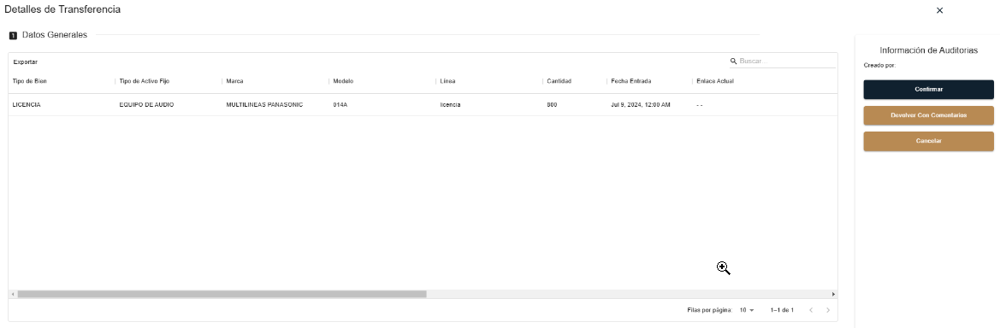 Detalles de Transferencia
1 Datos Generales
Exportar
Buscar...
Tipo de Bien Tipo de Activo Fijo Marca Modelo Línea Cantidad Fecha Entrada Enlace Actual
LICENCIA EQUIPO DE AUDIO MULTILINEAS PANASONIC 014A licencia 800 Jul 9, 2024, 12:00 AM - -
Filas por página: 10 1–1 de 1
Información de Auditorias
Creado por:
Confirmar
Devolver Con Comentarios
Cancelar